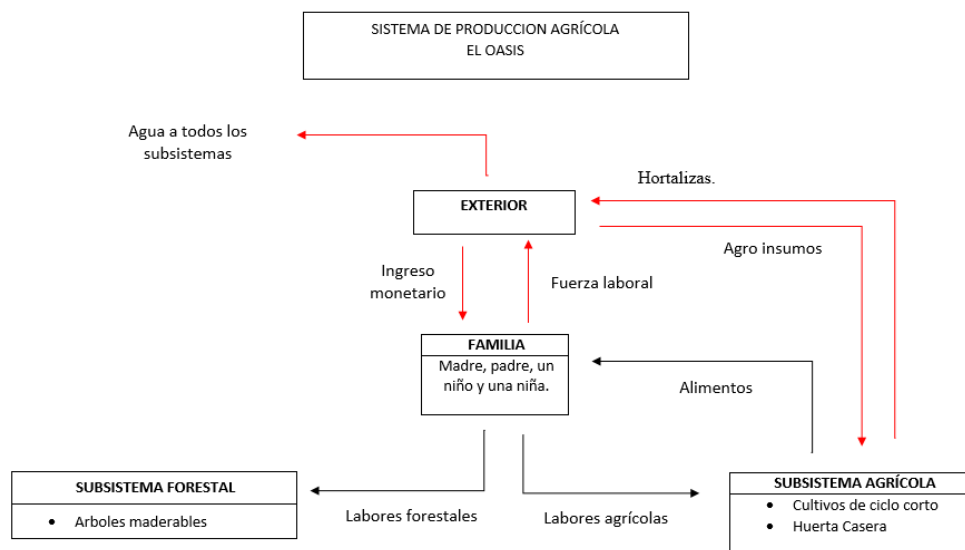 SISTEMA DE PRODUCCION AGRÍCOLA
EL OASIS
Agua a todos los
subsistemas
Hortalizas.
EXTERIOR
Agro insumos
Ingreso
monetario
Fuerza laboral
FAMILIA
Madre, padre, un
niño y una niña.
Alimentos
SUBSISTEMA FORESTAL
• Arboles maderables
Labores forestales
Labores agrícolas
SUBSISTEMA AGRÍCOLA
• Cultivos de ciclo corto
• Huerta Casera